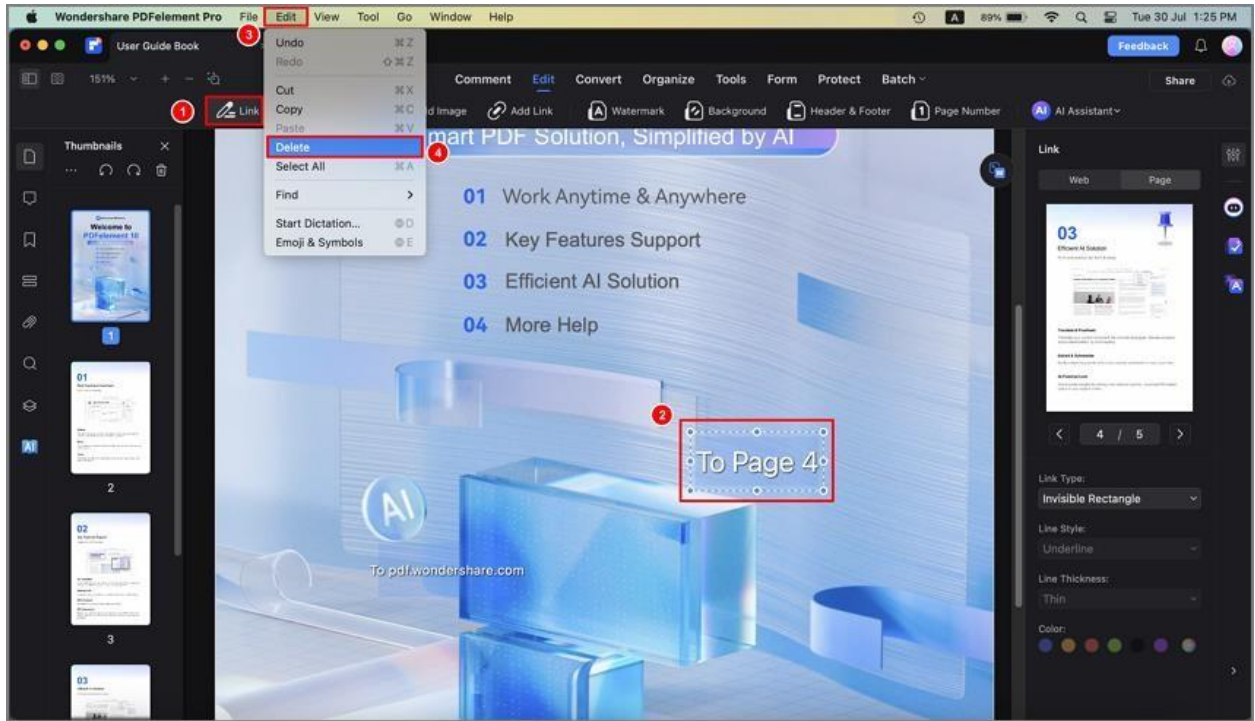 Wondershare PDFelement Pro File Edit View Tool Go Window Help A 89% Tue 30 Jul 1:25 PM
3
User Guide Book
Feedback
151%
Comment Edit Convert Organize Tools Form Protect Batch
Share
1
Link
d Image Add Link Watermark Background Header & Footer 1 Page Number AI AI Assistant
Undo ⌘Z
Redo ⇧⌘Z
Cut ⌘X
Copy ⌘C
Paste ⌘V
Delete
Select All ⌘A
Find
Start Dictation... D
Emoji & Symbols E
4
Thumbnails
Welcome to
PDFelement 10
1
01
2
02
3
03
AI
mart PDF Solution, Simplified by AI
01 Work Anytime & Anywhere
02 Key Features Support
03 Efficient AI Solution
04 More Help
2
To Page 4
AI
To pdf.wondershare.com
Link
Web Page
03
Efficient AI Solution
4 / 5
Link Type:
Invisible Rectangle
Line Style:
Underline
Line Thickness:
Thin
Color: